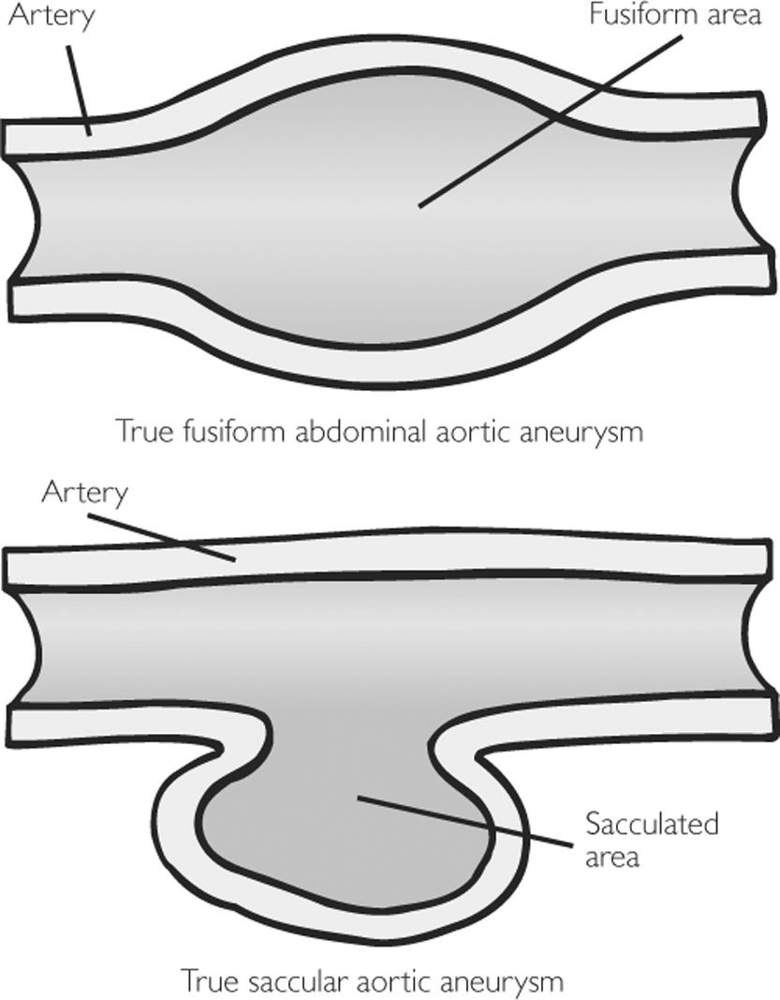 Artery
Fusiform area
True fusiform abdominal aortic aneurysm
Artery
Sacculated
area
True saccular aortic aneurysm